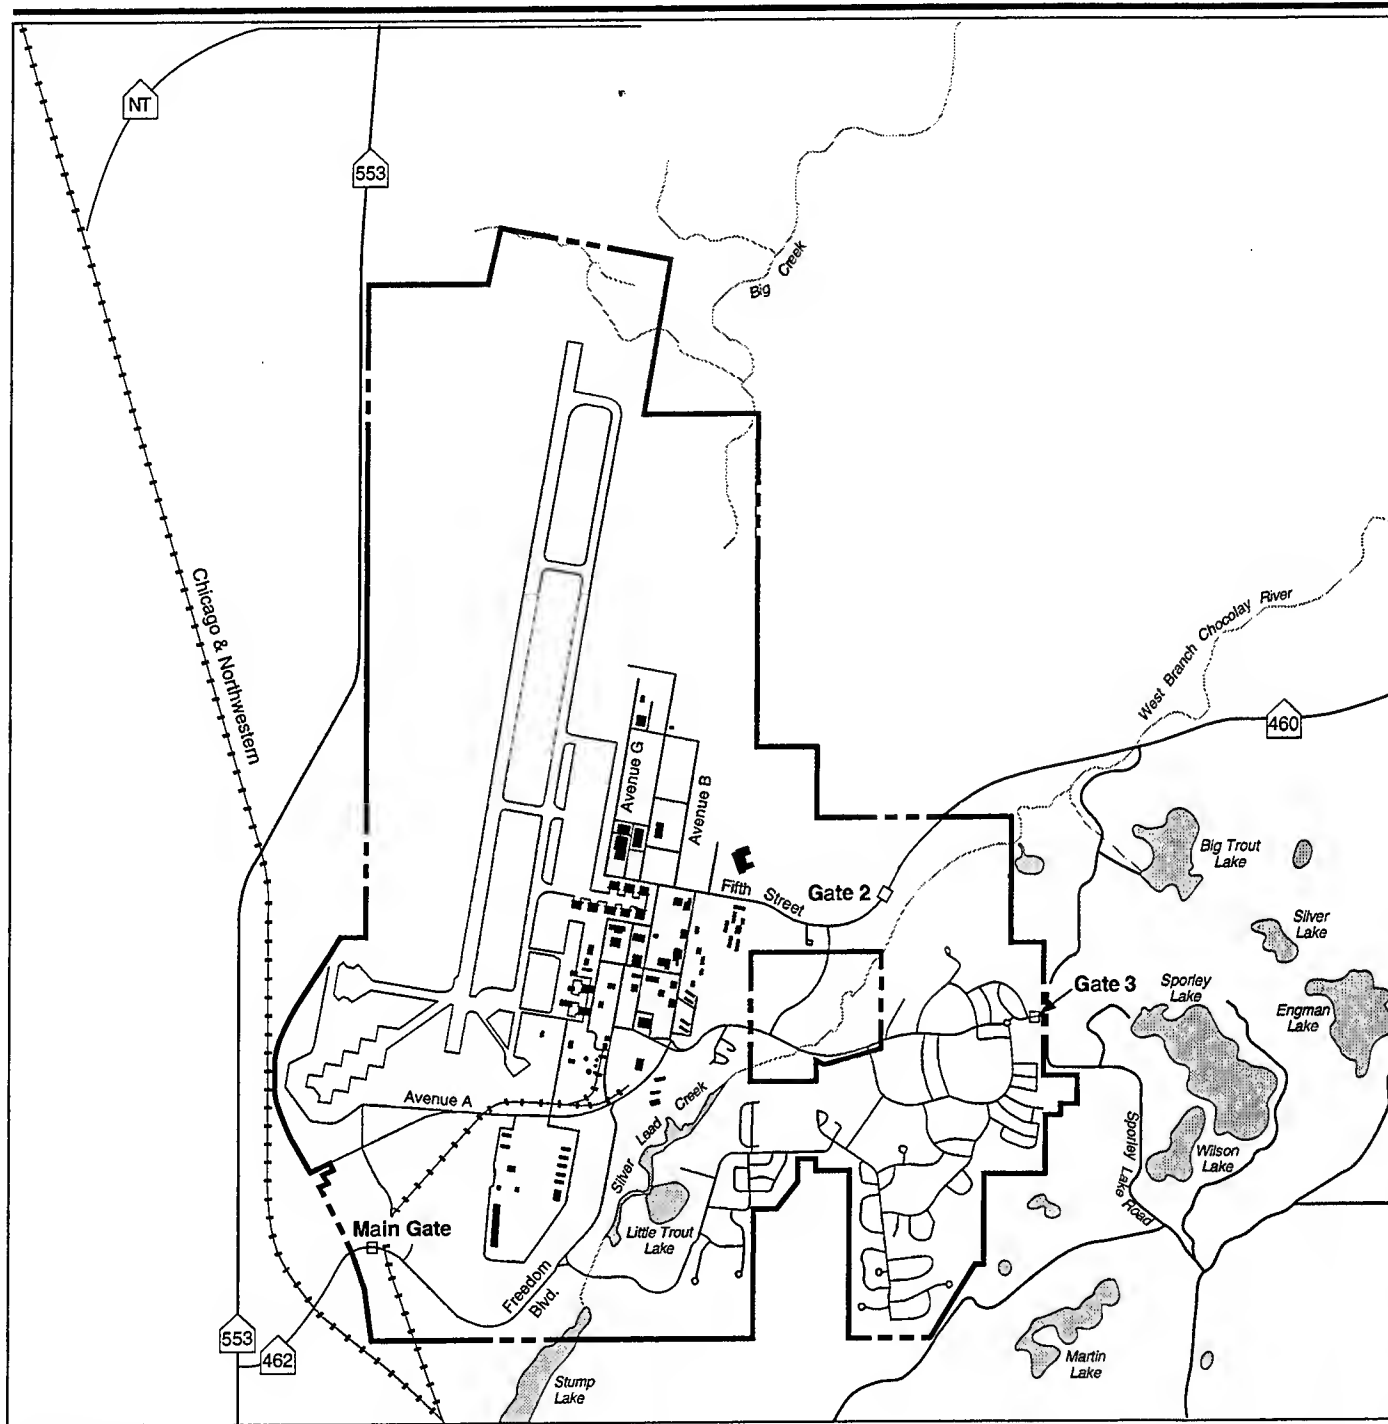 NT
553
Big Creek
Chicago & Northwestern
West Branch Chocolay River
460
Avenue G
Avenue B
Big Trout
Lake
Fifth Street
Gate 2
Silver
Lake
Sporley
Lake
Gate 3
Engman
Lake
Avenue A
Silver Lead Creek
Sporley Lake Road
Wilson
Lake
Main Gate
Little Trout
Lake
Freedom
Blvd.
553
462
Stump
Lake
Martin
Lake